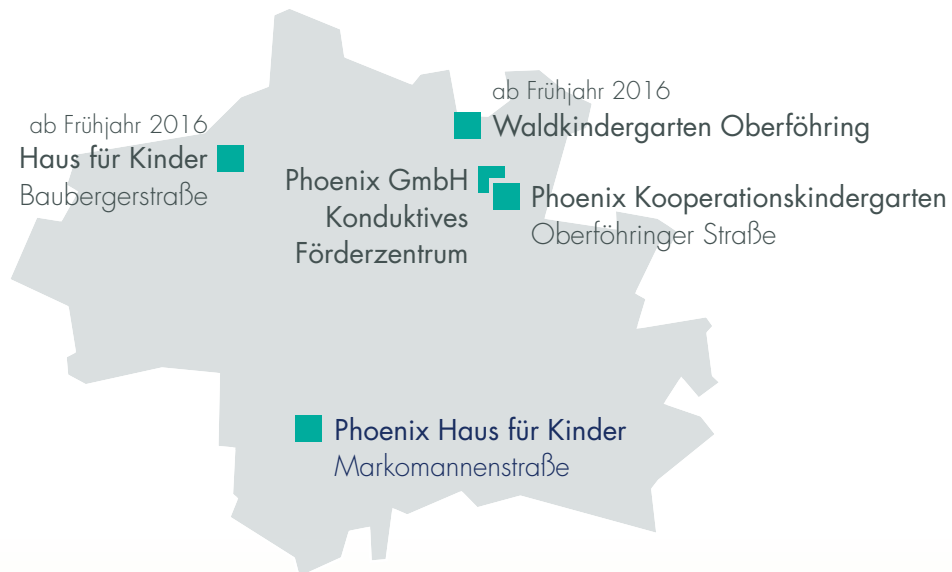 ab Frühjahr 2016
Waldkindergarten Oberföhring
ab Frühjahr 2016
Haus für Kinder
Baubergerstraße
Phoenix GmbH
Konduktives
Förderzentrum
Phoenix Kooperationskindergarten
Oberföhringer Straße
Phoenix Haus für Kinder
Markomannenstraße